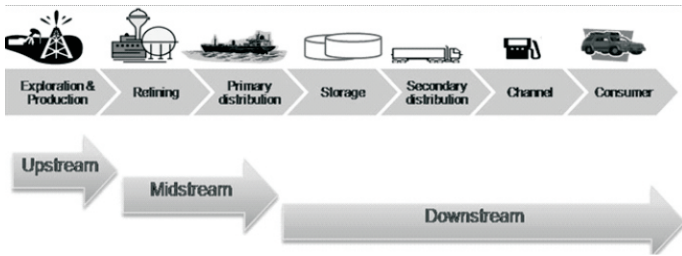 Exploration &
Production
Refining
Primary
distribution
Storage
Secondary
distribution
Channel
Consumer
Upstream
Midstream
Downstream